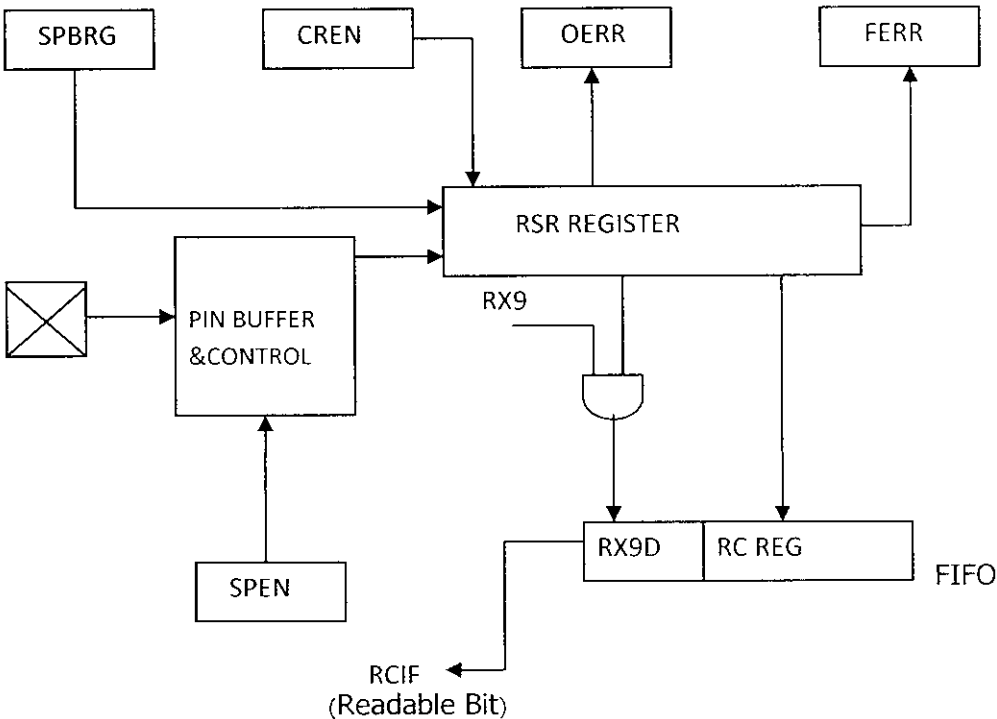 SPBRG
CREN
OERR
FERR
RSR REGISTER
RX9
PIN BUFFER
&CONTROL
RX9D
RC REG
FIFO
SPEN
RCIF
(Readable Bit)